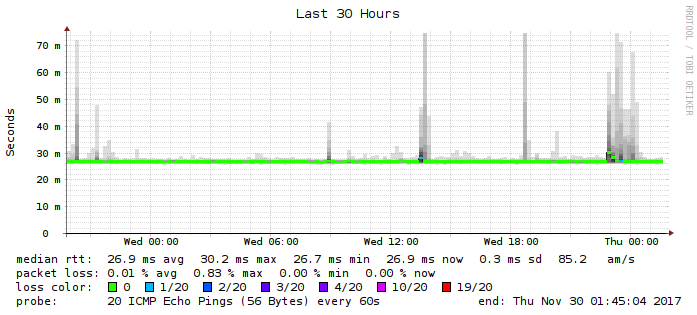 Last 30 Hours
RRDTOOL / TOBI OETIKER
Seconds
70 m
60 m
50 m
40 m
30 m
20 m
10 m
0
Wed 00:00 Wed 06:00 Wed 12:00 Wed 18:00 Thu 00:00
median rtt: 26.9 ms avg 30.2 ms max 26.7 ms min 26.9 ms now 0.3 ms sd 85.2 am/s
packet loss: 0.01 % avg 0.83 % max 0.00 % min 0.00 % now
loss color: 0 1/20 2/20 3/20 4/20 10/20 19/20
probe: 20 ICMP Echo Pings (56 Bytes) every 60s end: Thu Nov 30 01:45:04 2017